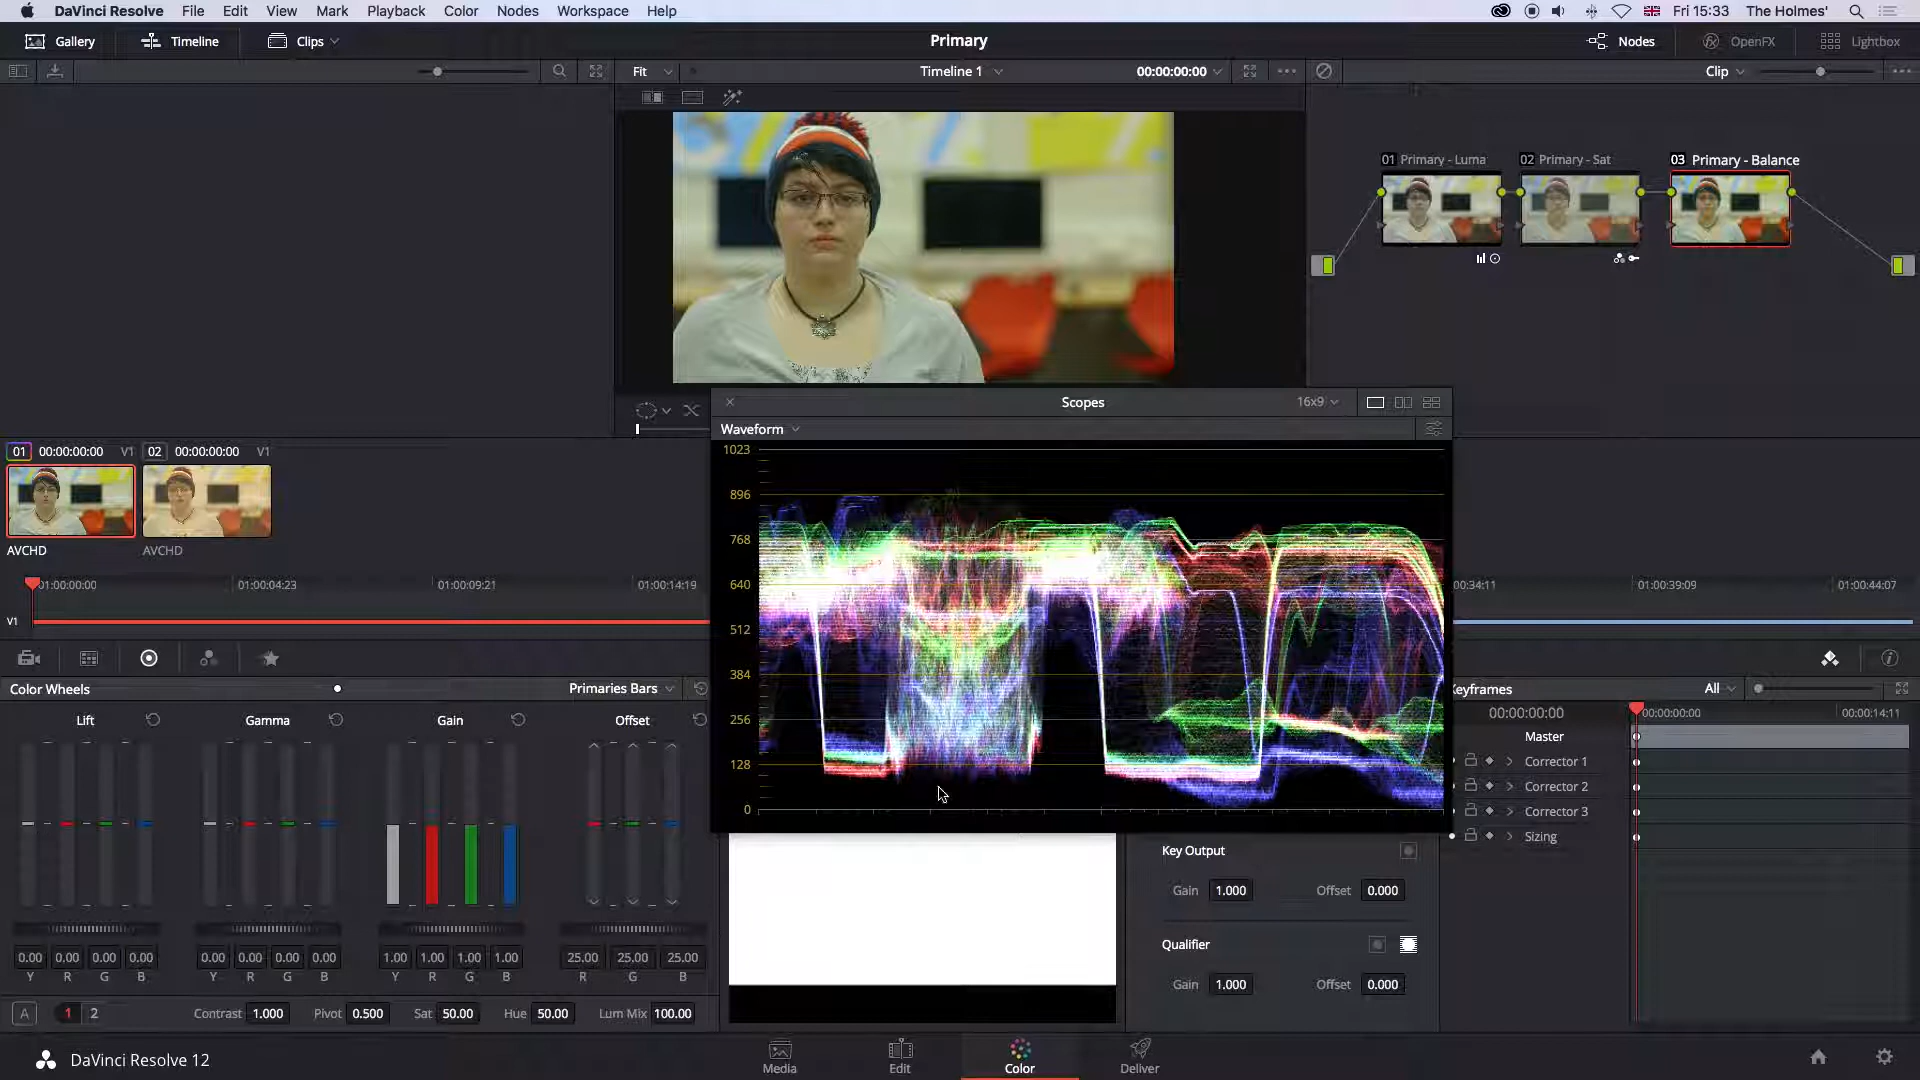 DaVinci Resolve File Edit View Mark Playback Color Nodes Workspace Help Fri 15:33 The Holmes'
Gallery Timeline Clips Primary Nodes OpenFX Lightbox
Fit Timeline 1 00:00:00:00 Clip
01 Primary - Luma 02 Primary - Sat 03 Primary - Balance
Scopes 16x9
Waveform
1023
896
768
640
512
384
256
128
0
01 00:00:00:00 V1 02 00:00:00:00 V1
AVCHD AVCHD
01:00:00:00 01:00:04:23 01:00:09:21 01:00:14:19 00:34:11 01:00:39:09 01:00:44:07
V1
Color Wheels Primaries Bars Keyframes All
Lift Gamma Gain Offset
00:00:00:00 00:00:00:00 00:00:14:11
Master
Corrector 1
Corrector 2
Corrector 3
Sizing
Key Output
Gain 1.000 Offset 0.000
Qualifier
Gain 1.000 Offset 0.000
0.00 0.00 0.00 0.00 0.00 0.00 0.00 0.00 1.00 1.00 1.00 1.00 25.00 25.00 25.00
Y R G B Y R G B Y R G B R G B
A 1 2 Contrast 1.000 Pivot 0.500 Sat 50.00 Hue 50.00 Lum Mix 100.00
DaVinci Resolve 12 Media Edit Color Deliver